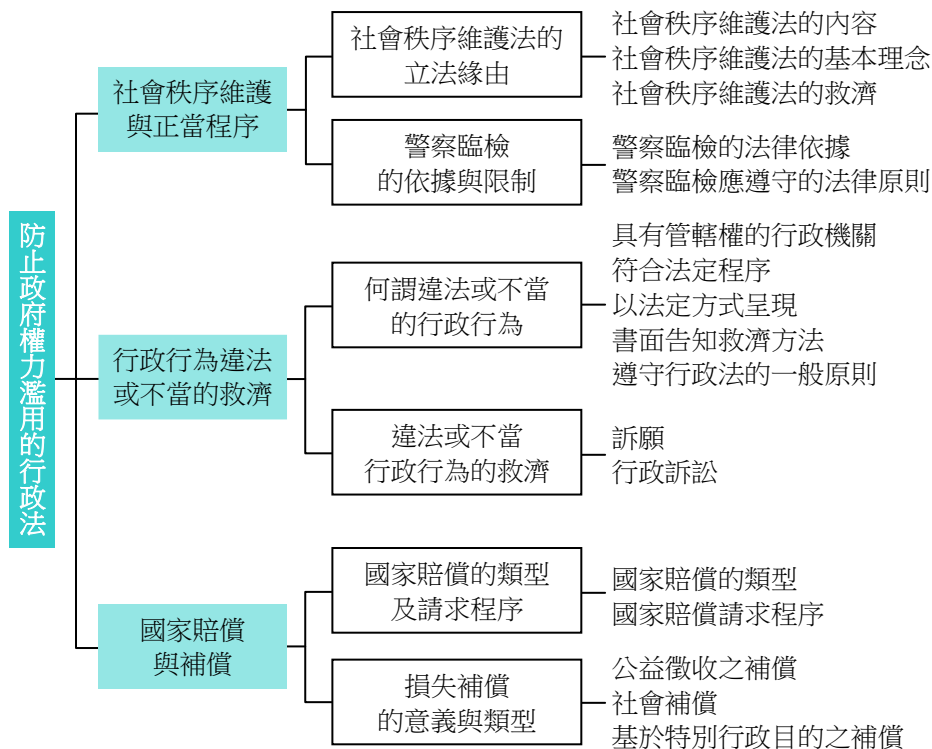 防止政府權力濫用的行政法
社會秩序維護
與正當程序
社會秩序維護法的
立法緣由
社會秩序維護法的內容
社會秩序維護法的基本理念
社會秩序維護法的救濟
警察臨檢
的依據與限制
警察臨檢的法律依據
警察臨檢應遵守的法律原則
行政行為違法
或不當的救濟
何謂違法或不當
的行政行為
具有管轄權的行政機關
符合法定程序
以法定方式呈現
書面告知救濟方法
遵守行政法的一般原則
違法或不當
行政行為的救濟
訴願
行政訴訟
國家賠償
與補償
國家賠償的類型
及請求程序
國家賠償的類型
國家賠償請求程序
損失補償
的意義與類型
公益徵收之補償
社會補償
基於特別行政目的之補償